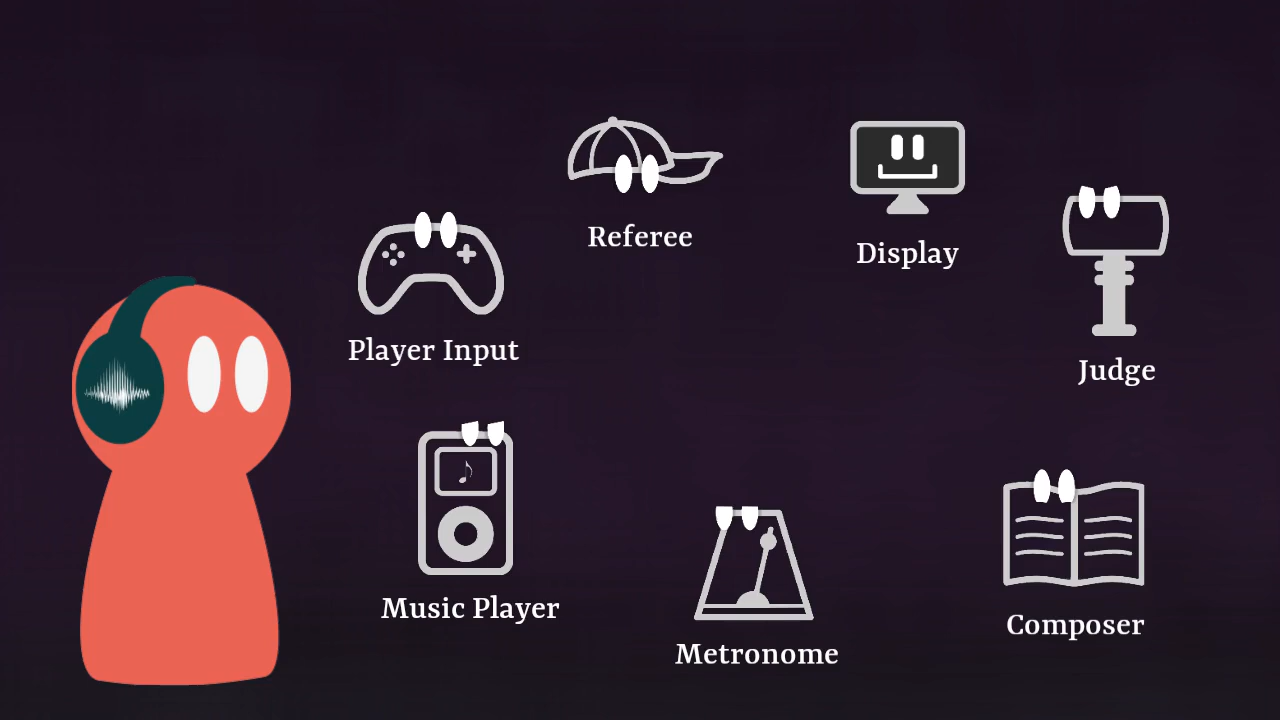 Referee
Display
Player Input
Judge
Music Player
Composer
Metronome